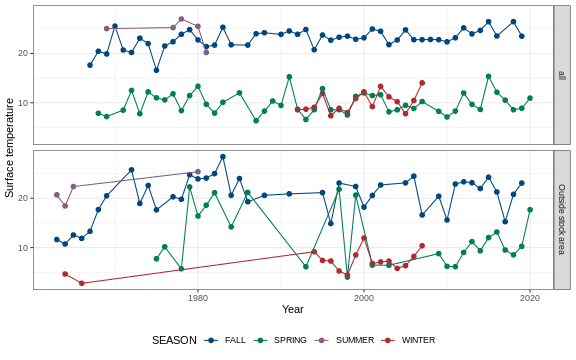 Surface temperature
20
10
all
20
10
Outside stock area
1980
2000
2020
Year
SEASON FALL SPRING SUMMER WINTER